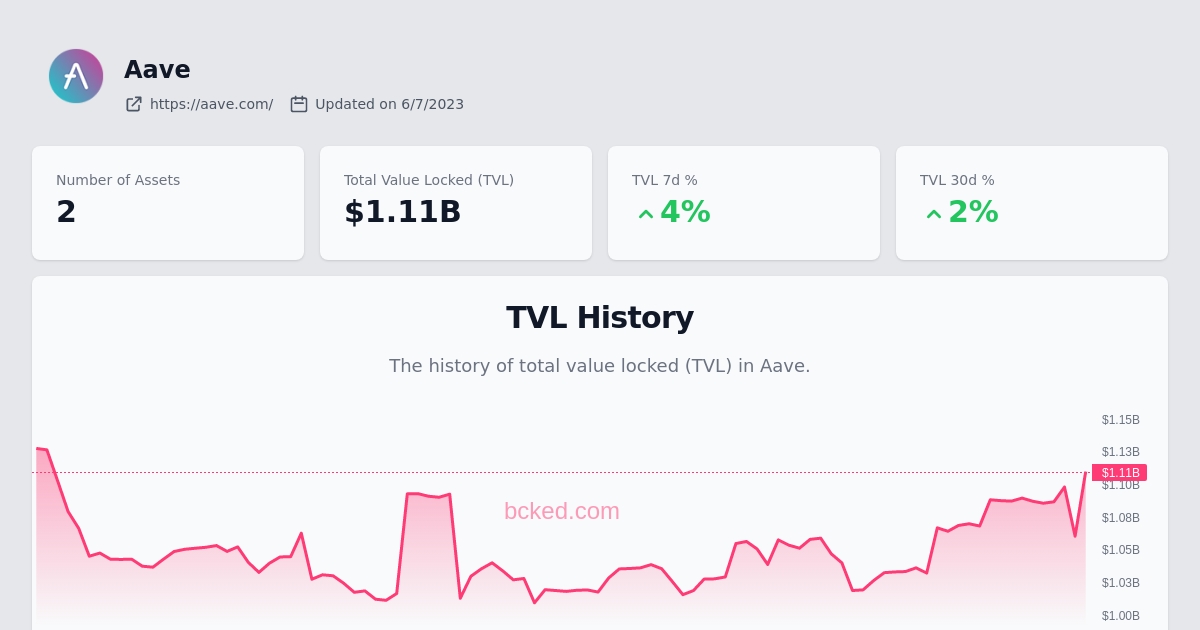 Aave
https://aave.com/ Updated on 6/7/2023
Number of Assets
2
Total Value Locked (TVL)
$1.11B
TVL 7d %
4%
TVL 30d %
2%
TVL History
The history of total value locked (TVL) in Aave.
$1.15B
$1.13B
$1.11B
$1.10B
bcked.com
$1.08B
$1.05B
$1.03B
$1.00B